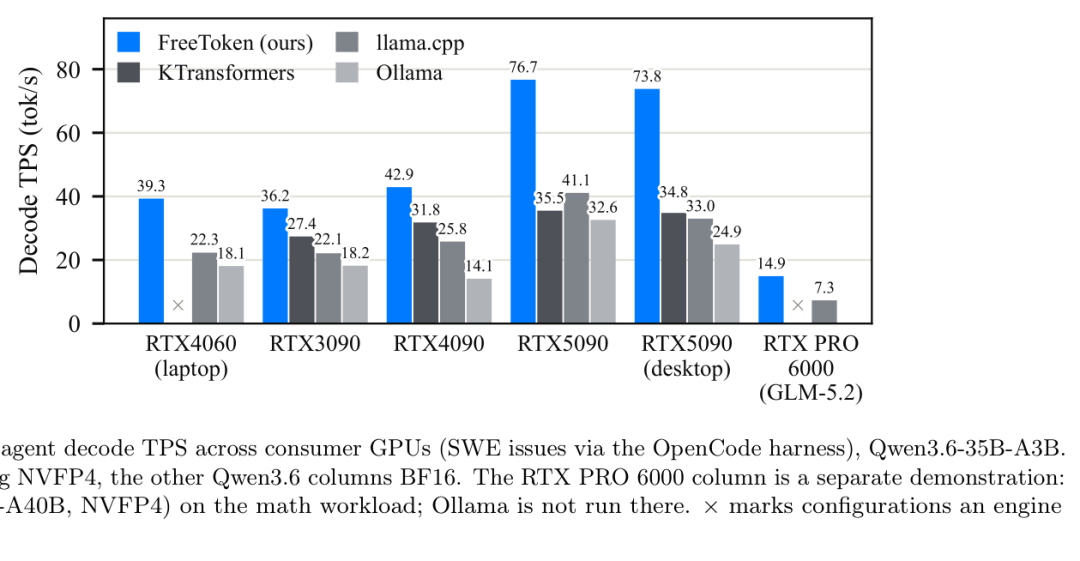 FreeToken (ours)
KTransformers
llama.cpp
Ollama
Decode TPS (tok/s)
80
60
40
20
0
39.3
×
22.3
18.1
36.2
27.4
22.1
18.2
42.9
31.8
25.8
14.1
76.7
35.5
41.1
32.6
73.8
34.8
33.0
24.9
14.9
×
7.3
RTX4060
(laptop)
RTX3090
RTX4090
RTX5090
RTX5090
(desktop)
RTX PRO
6000
(GLM-5.2)
agent decode TPS across consumer GPUs (SWE issues via the OpenCode harness), Qwen3.6-35B-A3B.
g NVFP4, the other Qwen3.6 columns BF16. The RTX PRO 6000 column is a separate demonstration:
-A40B, NVFP4) on the math workload; Ollama is not run there. × marks configurations an engine